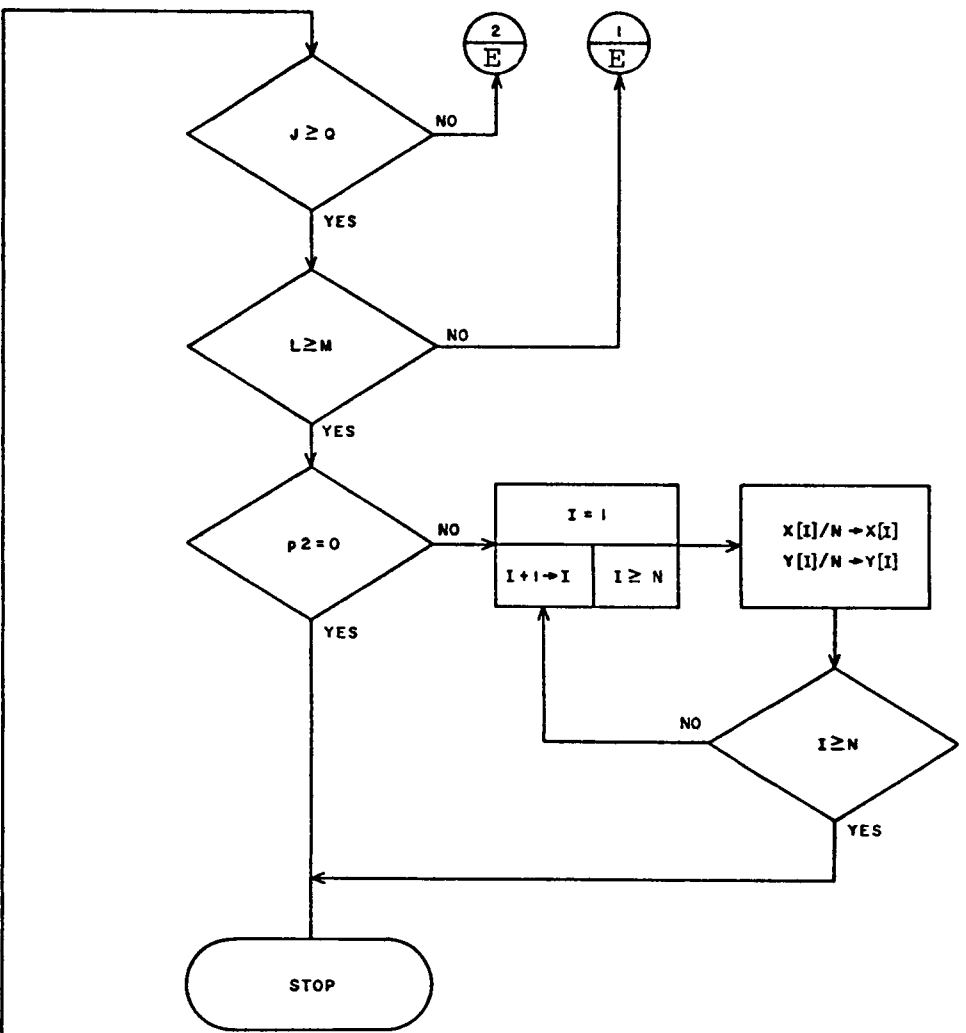 2
E
1
E
J ≥ Q
NO
YES
L ≥ M
NO
YES
p2=0
NO
YES
I = 1
I+1→I
I ≥ N
X[I]/N→X[I]
Y[I]/N→Y[I]
I ≥ N
NO
YES
STOP